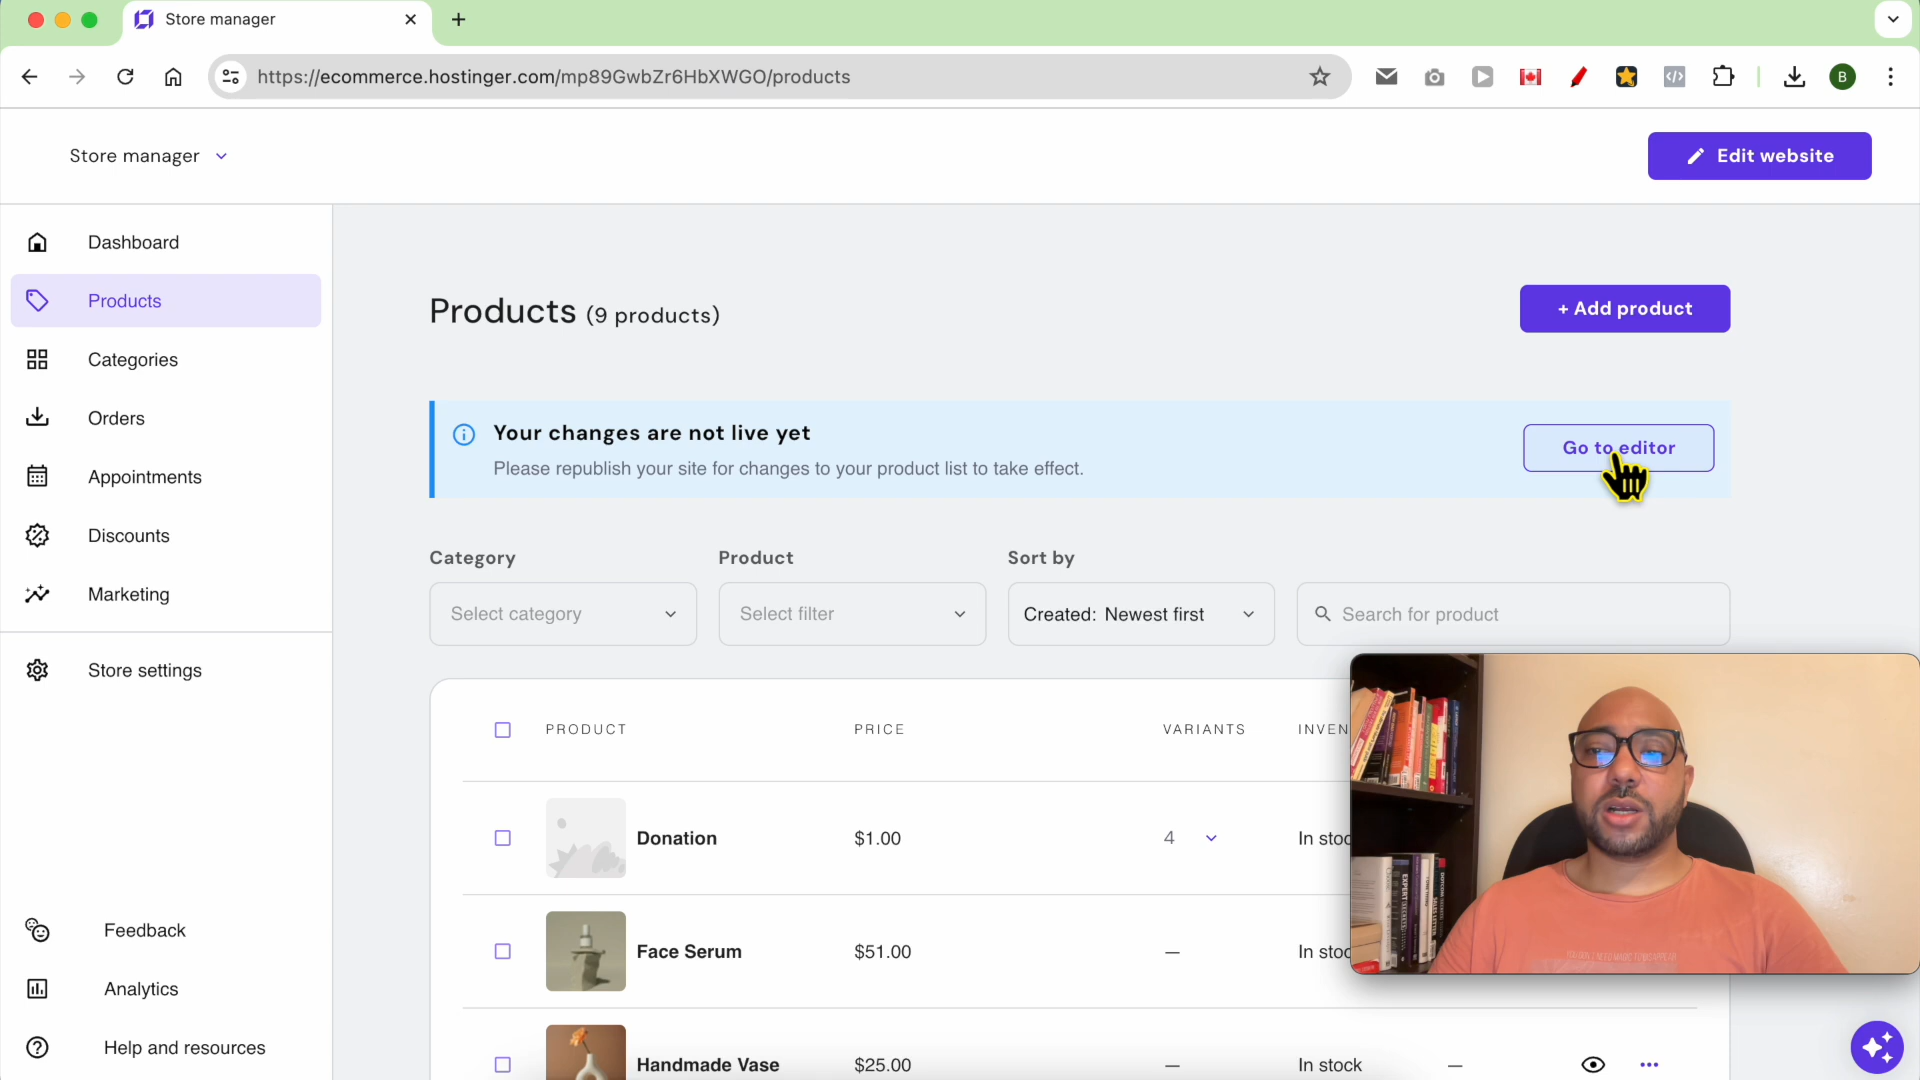 Store manager
https://ecommerce.hostinger.com/mp89GwbZr6HbXWGO/products
B
Store manager
Edit website
Dashboard
Products
Categories
Orders
Appointments
Discounts
Marketing
Store settings
Feedback
Analytics
Help and resources
Products (9 products)
+ Add product
Your changes are not live yet
Please republish your site for changes to your product list to take effect.
Go to editor
Category
Product
Sort by
Select category
Select filter
Created: Newest first
Search for product
PRODUCT
PRICE
VARIANTS
INVEN
Donation
$1.00
4
In stoc
Face Serum
$51.00
—
In stoc
Handmade Vase
$25.00
—
In stock
—
EXPERT